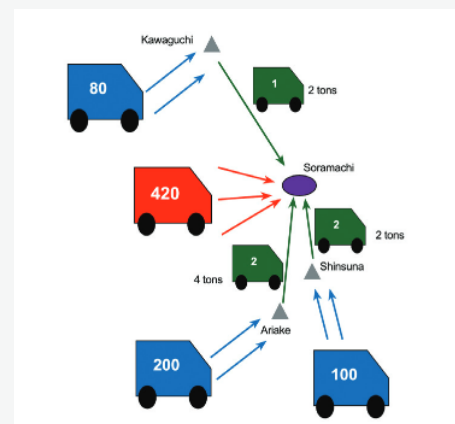 Kawaguchi
80
1
2 tons
Soramachi
420
2
2 tons
Shinsuna
2
4 tons
Ariake
200
100